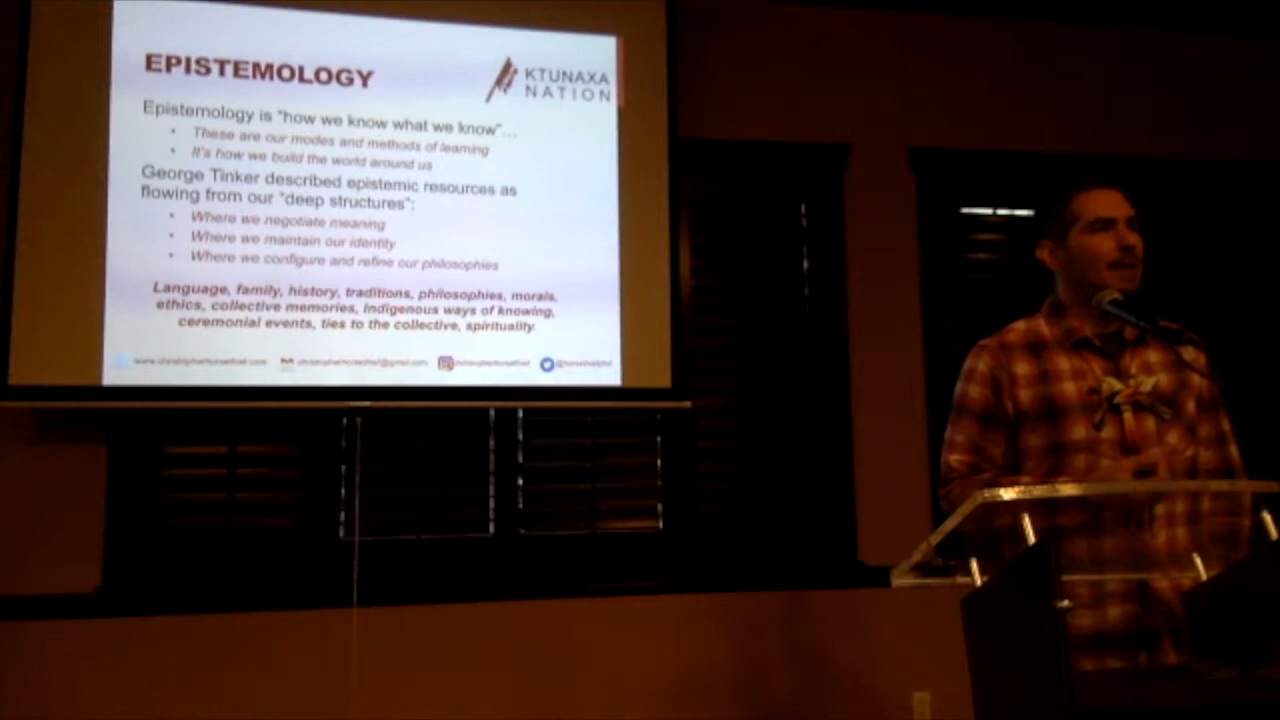 EPISTEMOLOGY
KTUNAXA
NATION
Epistemology is "how we know what we know"...
• These are our modes and methods of learning
• It's how we build the world around us
George Tinker described epistemic resources as
flowing from our "deep structures":
• Where we negotiate meaning
• Where we maintain our identity
• Where we configure and refine our philosophies
Language, family, history, traditions, philosophies, morals,
ethics, collective memories, Indigenous ways of knowing,
ceremonial events, ties to the collective, spirituality.